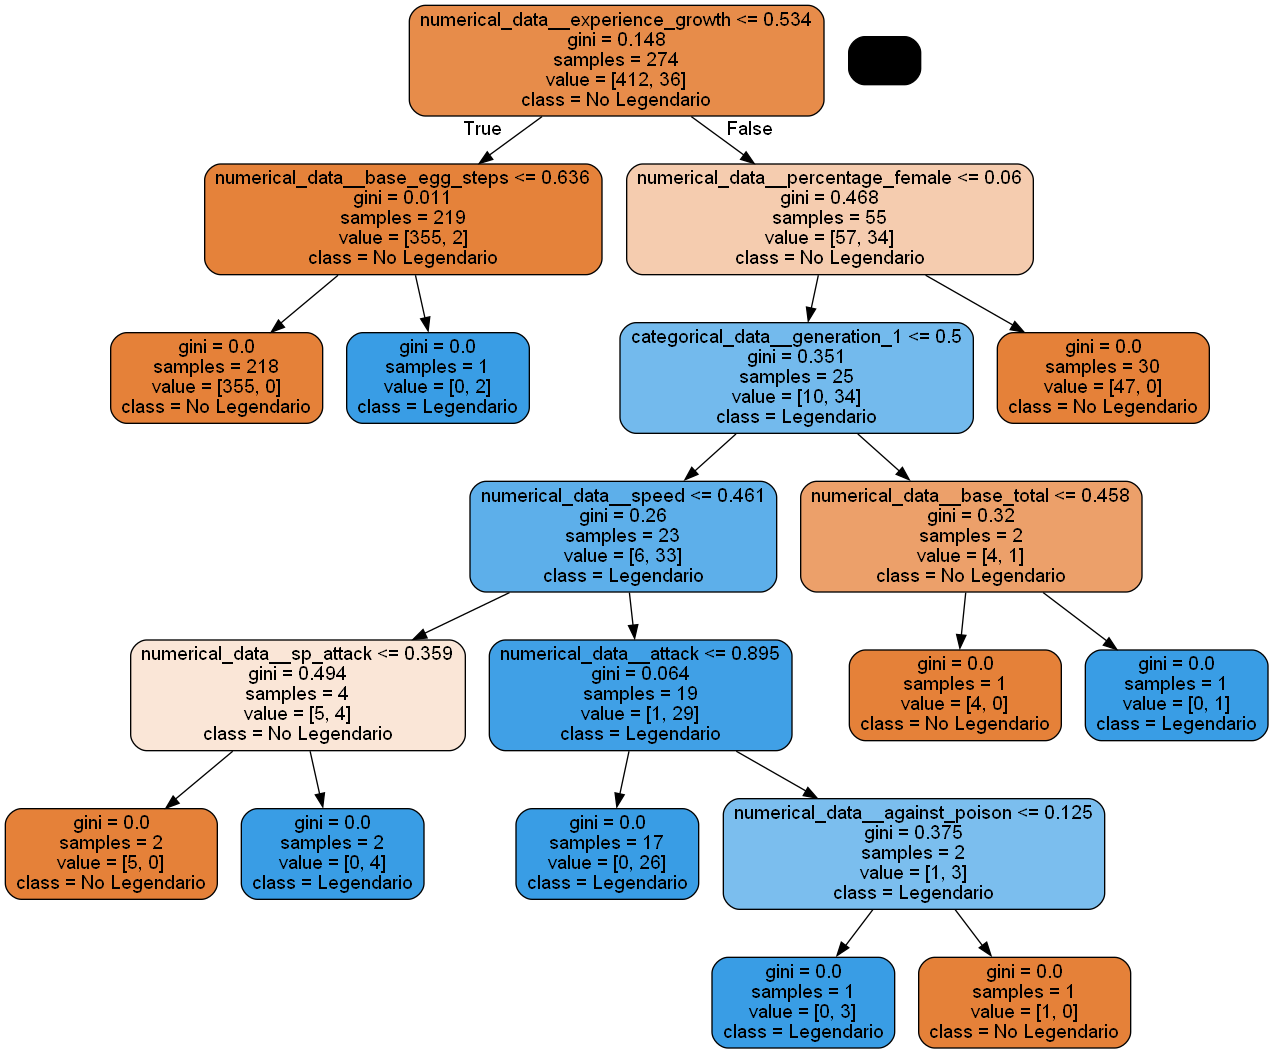 numerical_data__experience_growth <= 0.534
gini = 0.148
samples = 274
value = [412, 36]
class = No Legendario
True
False
numerical_data__base_egg_steps <= 0.636
gini = 0.011
samples = 219
value = [355, 2]
class = No Legendario
numerical_data__percentage_female <= 0.06
gini = 0.468
samples = 55
value = [57, 34]
class = No Legendario
gini = 0.0
samples = 218
value = [355, 0]
class = No Legendario
gini = 0.0
samples = 1
value = [0, 2]
class = Legendario
categorical_data__generation_1 <= 0.5
gini = 0.351
samples = 25
value = [10, 34]
class = Legendario
gini = 0.0
samples = 30
value = [47, 0]
class = No Legendario
numerical_data__speed <= 0.461
gini = 0.26
samples = 23
value = [6, 33]
class = Legendario
numerical_data__base_total <= 0.458
gini = 0.32
samples = 2
value = [4, 1]
class = No Legendario
numerical_data__sp_attack <= 0.359
gini = 0.494
samples = 4
value = [5, 4]
class = No Legendario
numerical_data__attack <= 0.895
gini = 0.064
samples = 19
value = [1, 29]
class = Legendario
gini = 0.0
samples = 1
value = [4, 0]
class = No Legendario
gini = 0.0
samples = 1
value = [0, 1]
class = Legendario
gini = 0.0
samples = 2
value = [5, 0]
class = No Legendario
gini = 0.0
samples = 2
value = [0, 4]
class = Legendario
gini = 0.0
samples = 17
value = [0, 26]
class = Legendario
numerical_data__against_poison <= 0.125
gini = 0.375
samples = 2
value = [1, 3]
class = Legendario
gini = 0.0
samples = 1
value = [0, 3]
class = Legendario
gini = 0.0
samples = 1
value = [1, 0]
class = No Legendario